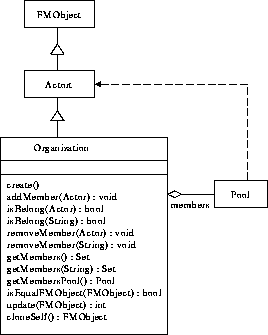 FMObject
Actor
Organization
create()
addMember(Actor) : void
isBelong(Actor) : bool
isBelong(String) : Bool
removeMember(Actor) : void
removeMember(String) : void
getMembers() : Set
getMembers(String) : Set
getMembersPool() : Pool
isEqualFMObject(FMObject) : bool
update(FMObject) : int
cloneSelf() : FMObject
members
Pool